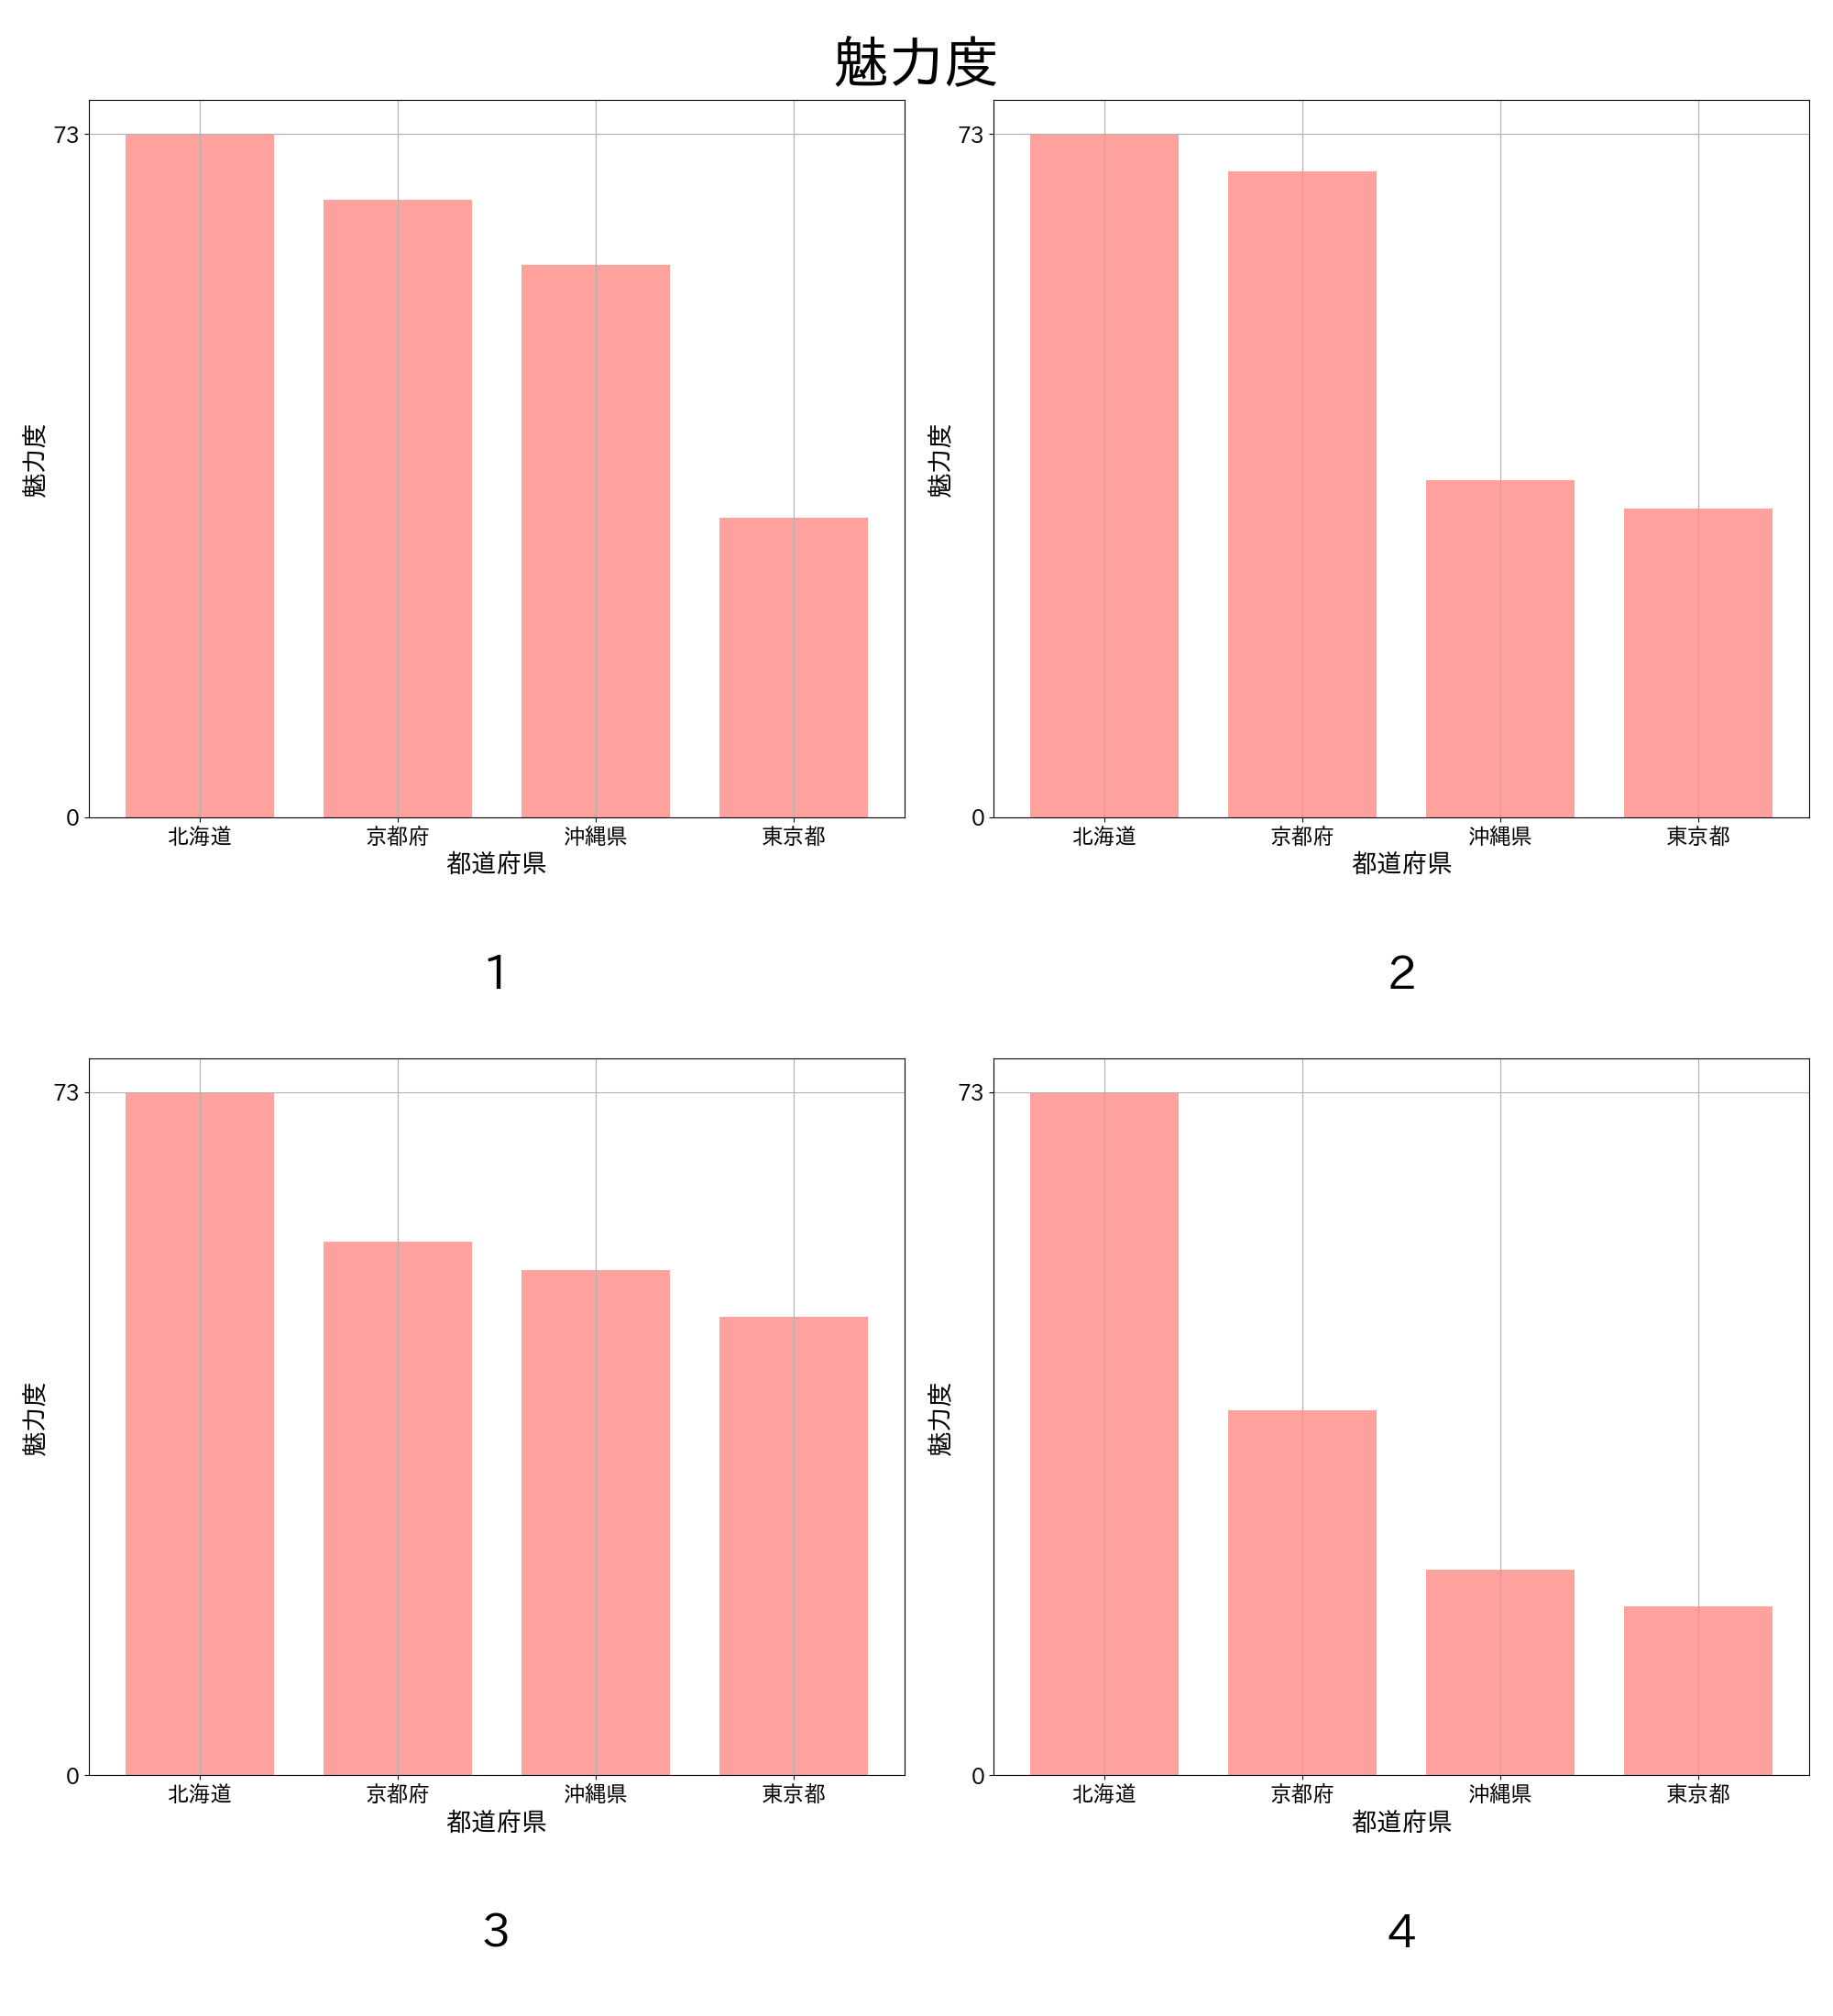 魅力度
73
0
魅力度
北海道 京都府 沖縄県 東京都
都道府県
1
73
0
魅力度
北海道 京都府 沖縄県 東京都
都道府県
2
73
0
魅力度
北海道 京都府 沖縄県 東京都
都道府県
3
73
0
魅力度
北海道 京都府 沖縄県 東京都
都道府県
4